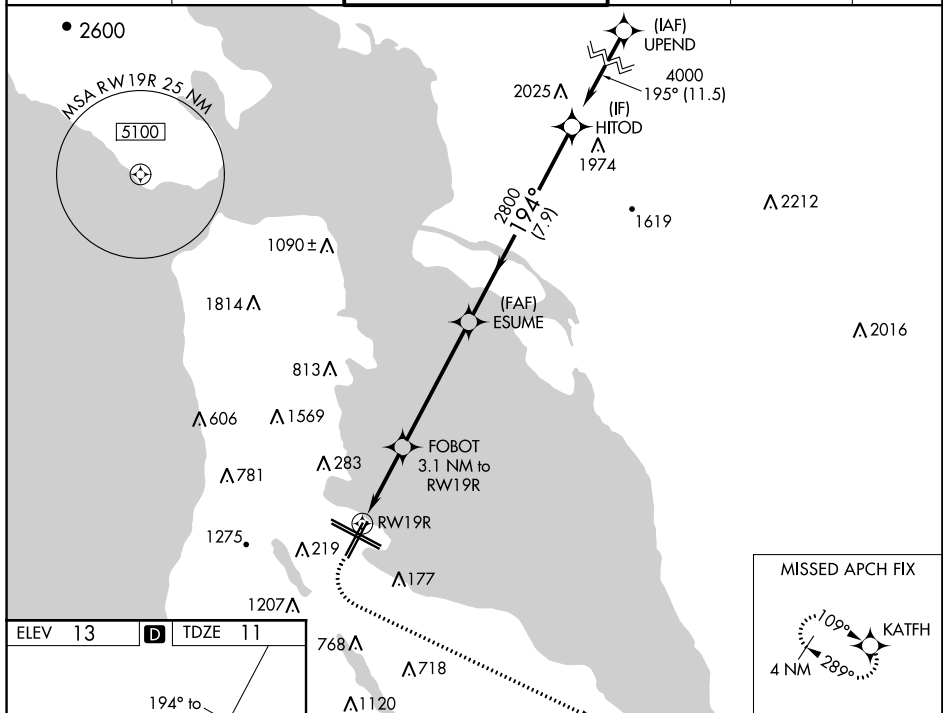 2600
MSA RW19R 25 NM
5100
(IAF)
UPEND
4000
195° (11.5)
2025
(IF)
HITOD
1974
2800
194°
(7.9)
1619
2212
1090 ±
1814
(FAF)
ESUME
2016
813
606
1569
FOBOT
3.1 NM to
RW19R
283
781
RW19R
1275
219
177
1207
MISSED APCH FIX
109°
KATFH
4 NM
289°
ELEV 13
D
TDZE 11
768
718
194° to
1120